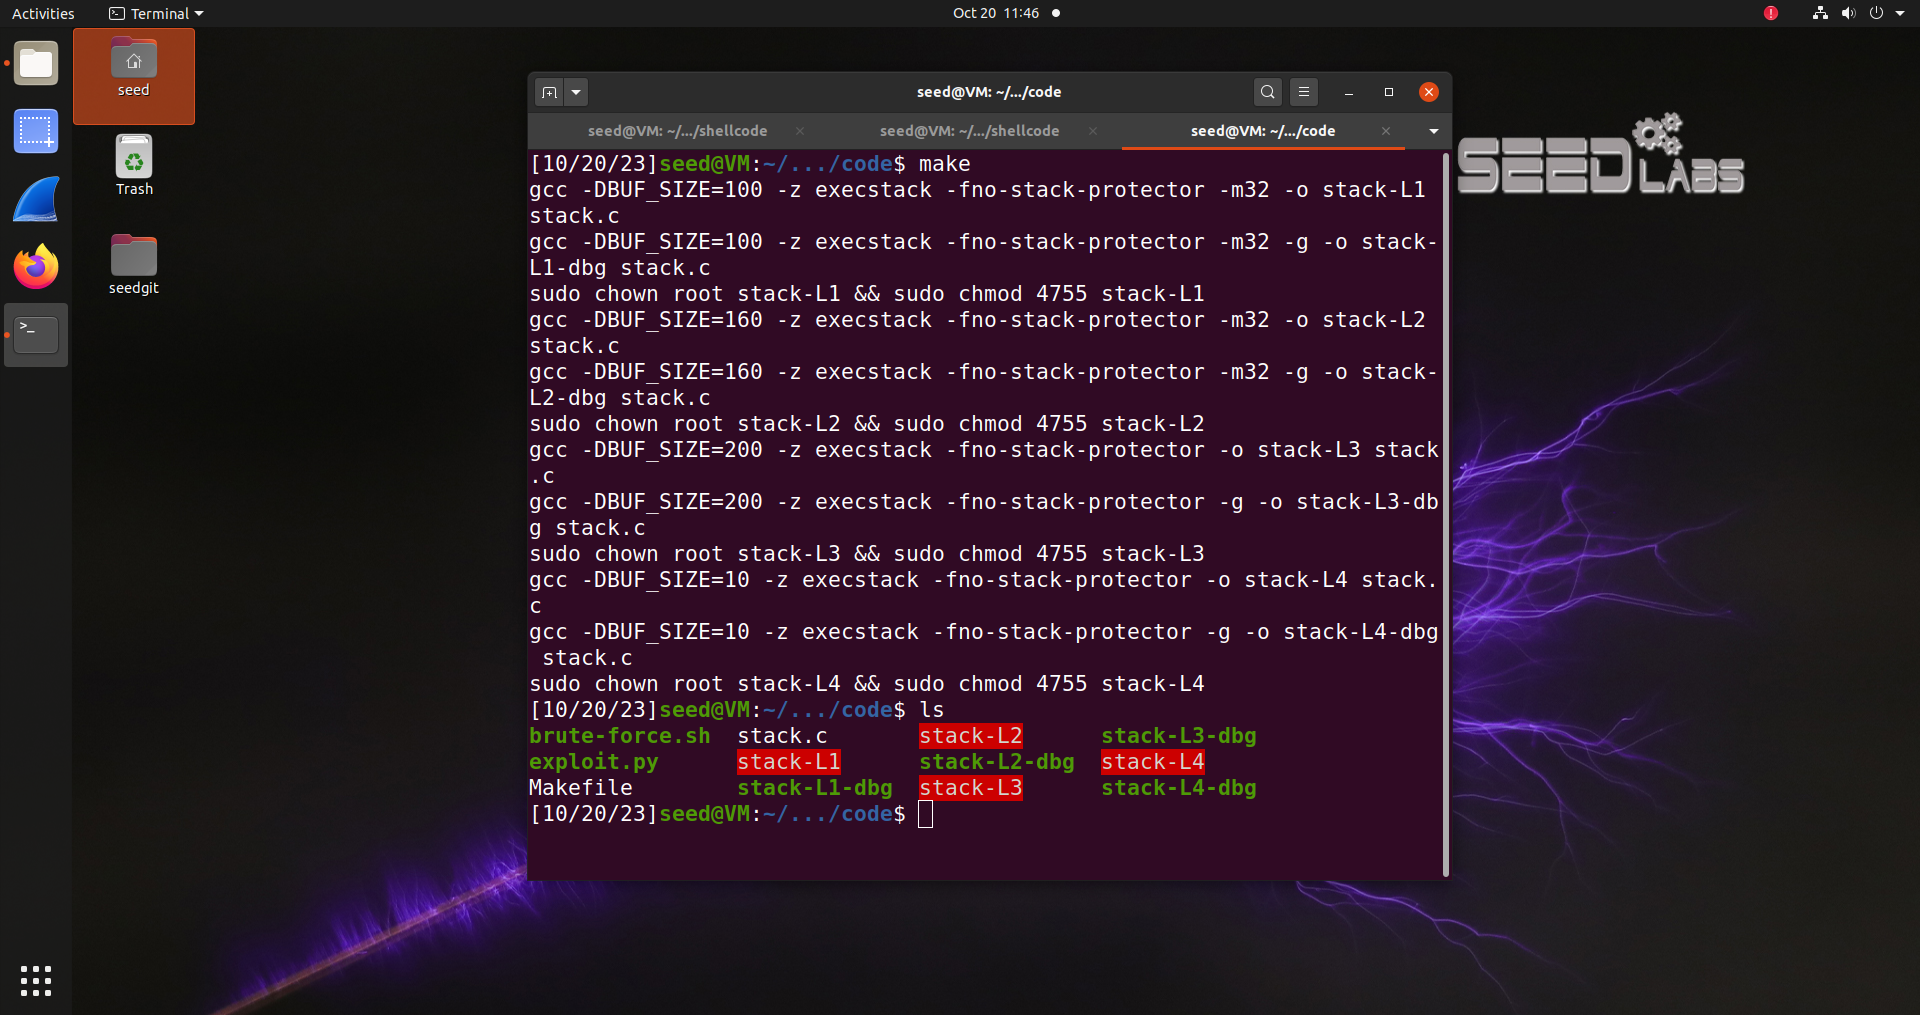 Activities
Terminal
Oct 20 11:46
seed
Trash
seedgit
SEED LABS
seed@VM: ~/.../code
seed@VM: ~/.../shellcode
seed@VM: ~/.../shellcode
seed@VM: ~/.../code
[10/20/23]seed@VM:~/.../code$ make
gcc -DBUF_SIZE=100 -z execstack -fno-stack-protector -m32 -o stack-L1
stack.c
gcc -DBUF_SIZE=100 -z execstack -fno-stack-protector -m32 -g -o stack-
L1-dbg stack.c
sudo chown root stack-L1 && sudo chmod 4755 stack-L1
gcc -DBUF_SIZE=160 -z execstack -fno-stack-protector -m32 -o stack-L2
stack.c
gcc -DBUF_SIZE=160 -z execstack -fno-stack-protector -m32 -g -o stack-
L2-dbg stack.c
sudo chown root stack-L2 && sudo chmod 4755 stack-L2
gcc -DBUF_SIZE=200 -z execstack -fno-stack-protector -o stack-L3 stack
.c
gcc -DBUF_SIZE=200 -z execstack -fno-stack-protector -g -o stack-L3-db
g stack.c
sudo chown root stack-L3 && sudo chmod 4755 stack-L3
gcc -DBUF_SIZE=10 -z execstack -fno-stack-protector -o stack-L4 stack.
c
gcc -DBUF_SIZE=10 -z execstack -fno-stack-protector -g -o stack-L4-dbg
 stack.c
sudo chown root stack-L4 && sudo chmod 4755 stack-L4
[10/20/23]seed@VM:~/.../code$ ls
brute-force.sh  stack.c       stack-L2      stack-L3-dbg
exploit.py      stack-L1      stack-L2-dbg  stack-L4
Makefile        stack-L1-dbg  stack-L3      stack-L4-dbg
[10/20/23]seed@VM:~/.../code$